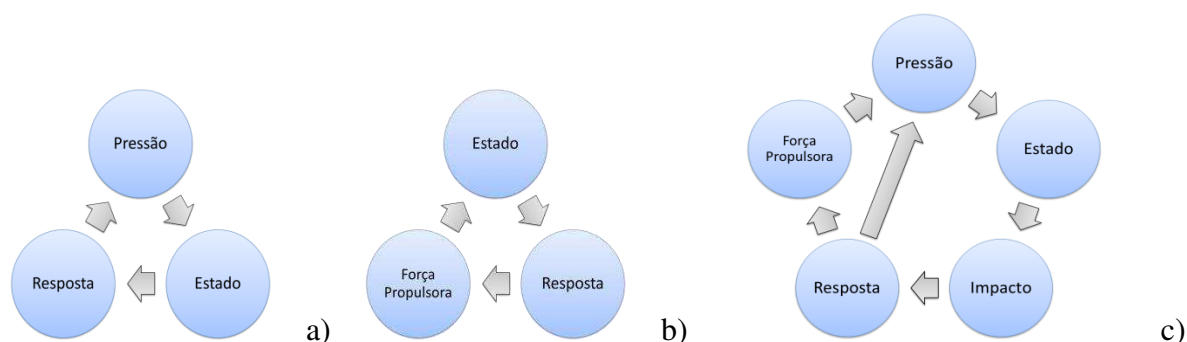 Pressão
Resposta
Estado
a)
Estado
Força
Propulsora
Resposta
b)
Pressão
Força
Propulsora
Estado
Resposta
Impacto
c)